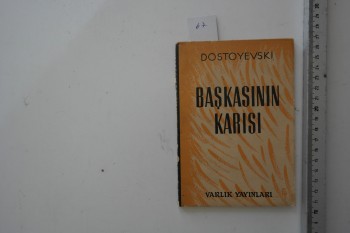 DOSTOYEVSKİ
BAŞKASININ
KARISI
VARLIK YAYINLARI